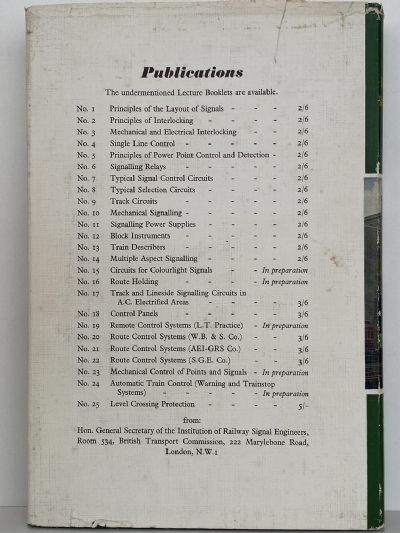 Publications
The undermentioned Lecture Booklets are available.
No. 1 Principles of the Layout of Signals - - - 2/6
No. 2 Principles of Interlocking - - - 2/6
No. 3 Mechanical and Electrical Interlocking - - 2/6
No. 4 Single Line Control - - - - 2/6
No. 5 Principles of Power Point Control and Detection - 2/6
No. 6 Signalling Relays - - - - 2/6
No. 7 Typical Signal Control Circuits - - - 2/6
No. 8 Typical Selection Circuits - - - 2/6
No. 9 Track Circuits - - - - 2/6
No. 10 Mechanical Signalling - - - - 2/6
No. 11 Signalling Power Supplies - - - 2/6
No. 12 Block Instruments - - - - 2/6
No. 13 Train Describers - - - - 2/6
No. 14 Multiple Aspect Signalling - - - 2/6
No. 15 Circuits for Colourlight Signals - - In preparation
No. 16 Route Holding - - - - In preparation
No. 17 Track and Lineside Signalling Circuits in
A.C. Electrified Areas - - - 3/6
No. 18 Control Panels - - - - 3/6
No. 19 Remote Control Systems (L.T. Practice) - In preparation
No. 20 Route Control Systems (W.B. & S. Co.) - - 3/6
No. 21 Route Control Systems (AEI-GRS Co.) - - 3/6
No. 22 Route Control Systems (S.G.E. Co.) - - 3/6
No. 23 Mechanical Control of Points and Signals - In preparation
No. 24 Automatic Train Control (Warning and Trainstop
Systems) - - - - - In preparation
No. 25 Level Crossing Protection - - - - 5/-
from:
Hon. General Secretary of the Institution of Railway Signal Engineers,
Room 534, British Transport Commission, 222 Marylebone Road,
London, N.W.1